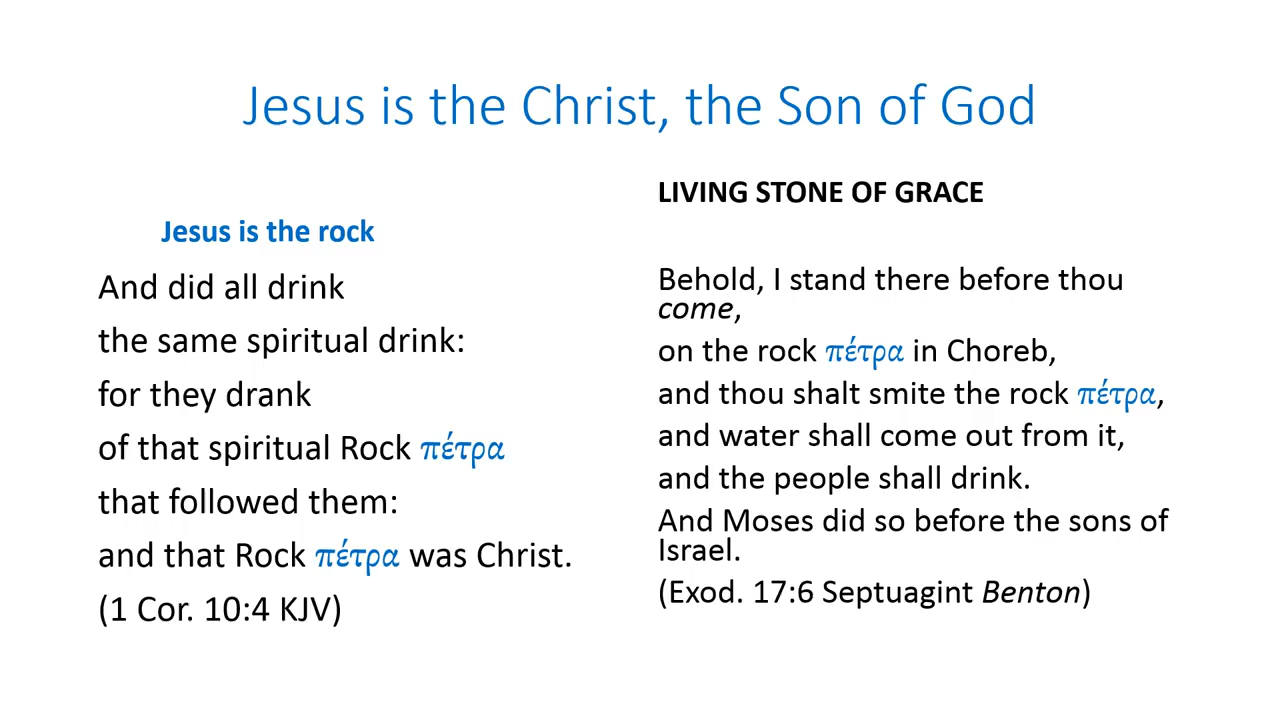 Jesus is the Christ, the Son of God
Jesus is the rock
And did all drink
the same spiritual drink:
for they drank
of that spiritual Rock πέτρα
that followed them:
and that Rock πέτρα was Christ.
(1 Cor. 10:4 KJV)
LIVING STONE OF GRACE
Behold, I stand there before thou
come,
on the rock πέτρα in Choreb,
and thou shalt smite the rock πέτρα,
and water shall come out from it,
and the people shall drink.
And Moses did so before the sons of
Israel.
(Exod. 17:6 Septuagint Benton)